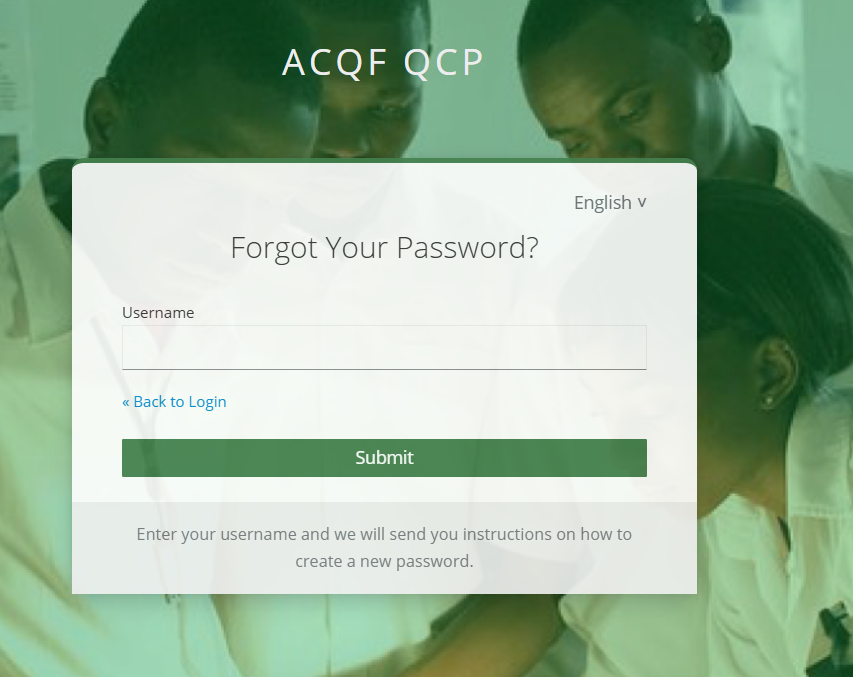 ACQF QCP
English v
Forgot Your Password?
Username
« Back to Login
Submit
Enter your username and we will send you instructions on how to
create a new password.